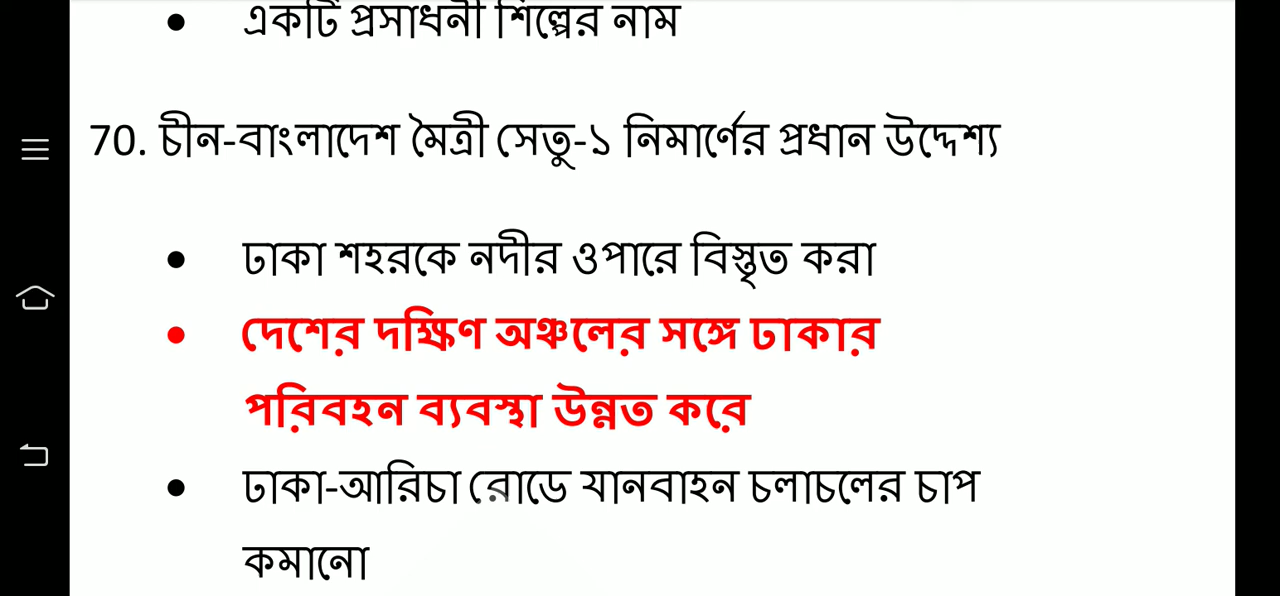 • একটি প্রসাধনী শিল্পের নাম
70. চীন-বাংলাদেশ মৈত্রী সেতু-১ নিমার্ণের প্রধান উদ্দেশ্য
• ঢাকা শহরকে নদীর ওপারে বিস্তৃত করা
• দেশের দক্ষিণ অঞ্চলের সঙ্গে ঢাকার
পরিবহন ব্যবস্থা উন্নত করে
• ঢাকা-আরিচা রোডে যানবাহন চলাচলের চাপ
কমানো